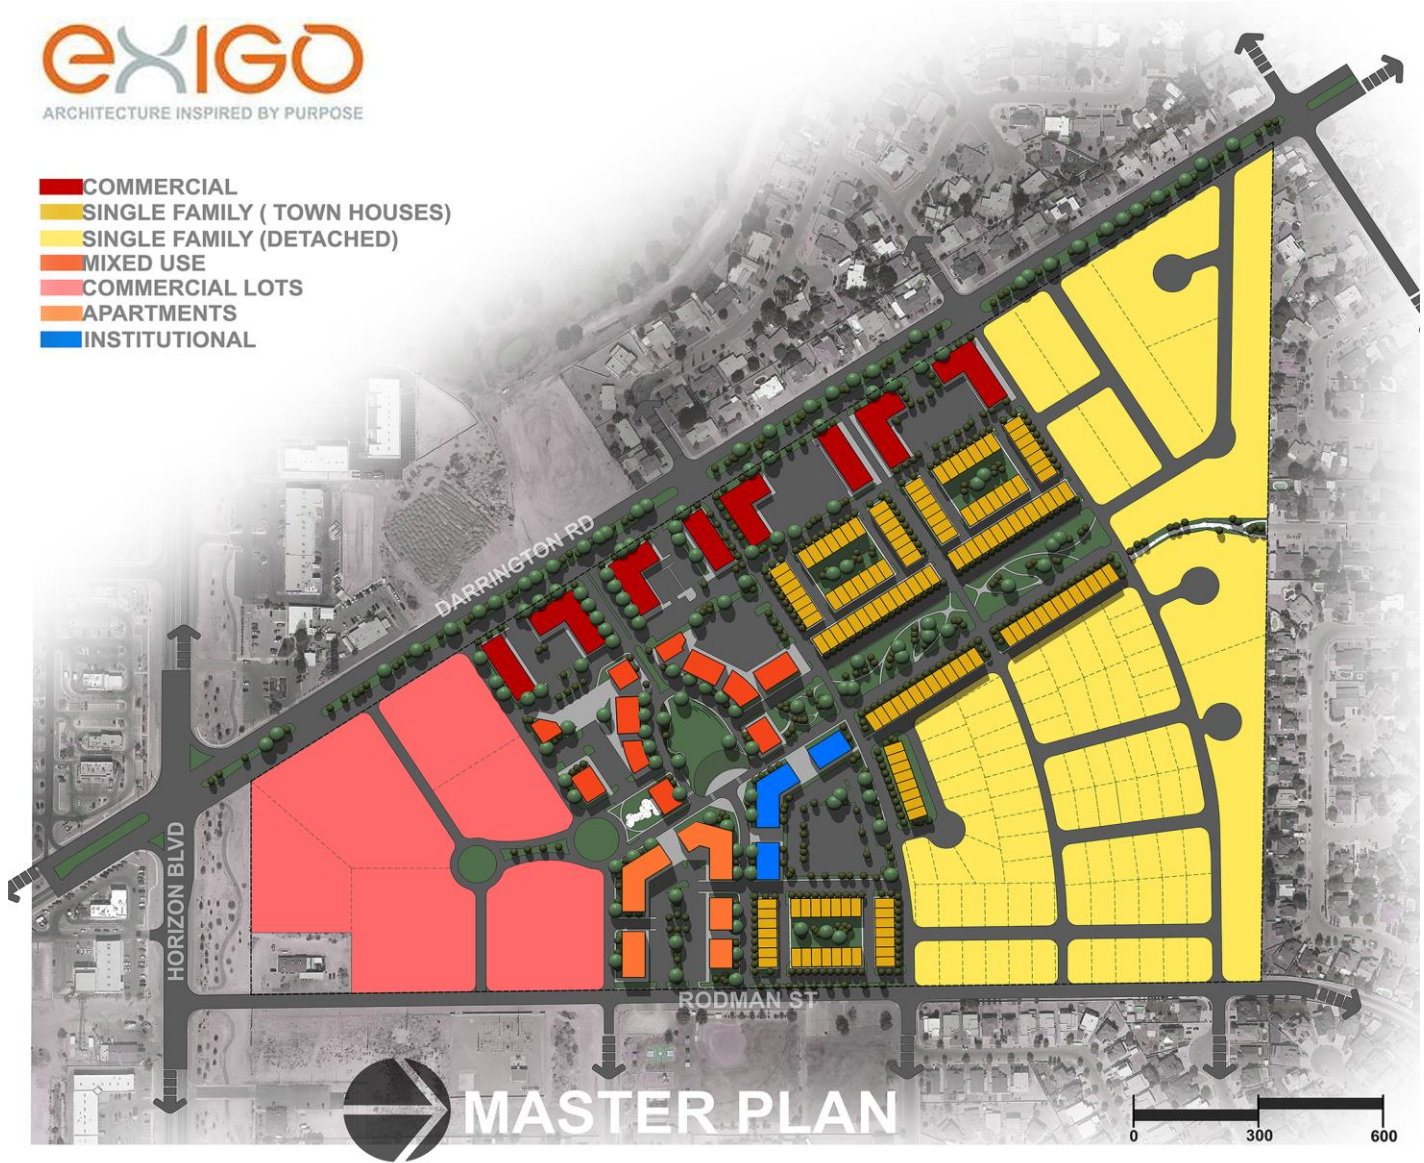 exIGO
ARCHITECTURE INSPIRED BY PURPOSE
COMMERCIAL
SINGLE FAMILY ( TOWN HOUSES)
SINGLE FAMILY (DETACHED)
MIXED USE
COMMERCIAL LOTS
APARTMENTS
INSTITUTIONAL
DARRINGTON RD
HORIZON BLVD
RODMAN ST
MASTER PLAN
0 300 600